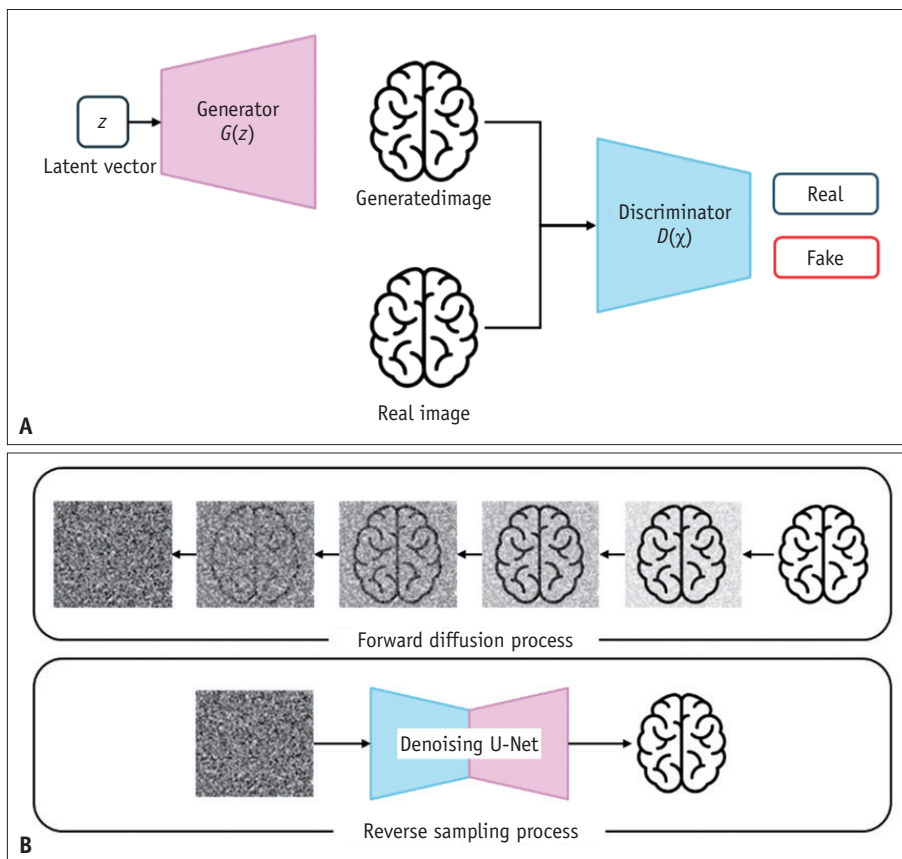 z
Latent vector
Generator
G(z)
Generatedimage
Real image
Discriminator
D(χ)
Real
Fake
A
Forward diffusion process
Denoising U-Net
Reverse sampling process
B